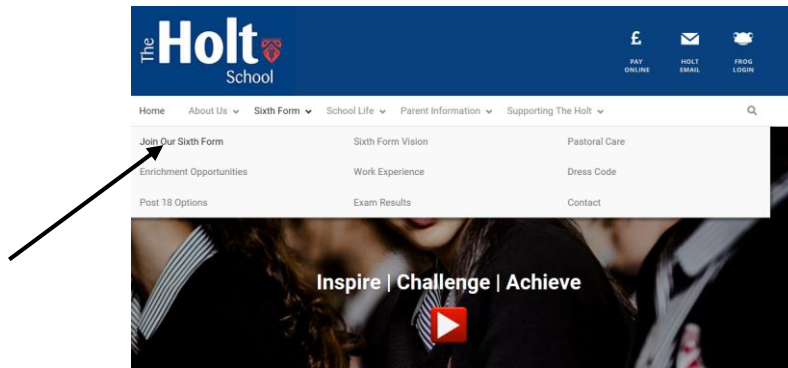 The Holt
School
PAY ONLINE
HOLT EMAIL
FROG LOGIN
Home About Us Sixth Form School Life Parent Information Supporting The Holt
Join Our Sixth Form Sixth Form Vision Pastoral Care
Enrichment Opportunities Work Experience Dress Code
Post 18 Options Exam Results Contact
Inspire | Challenge | Achieve